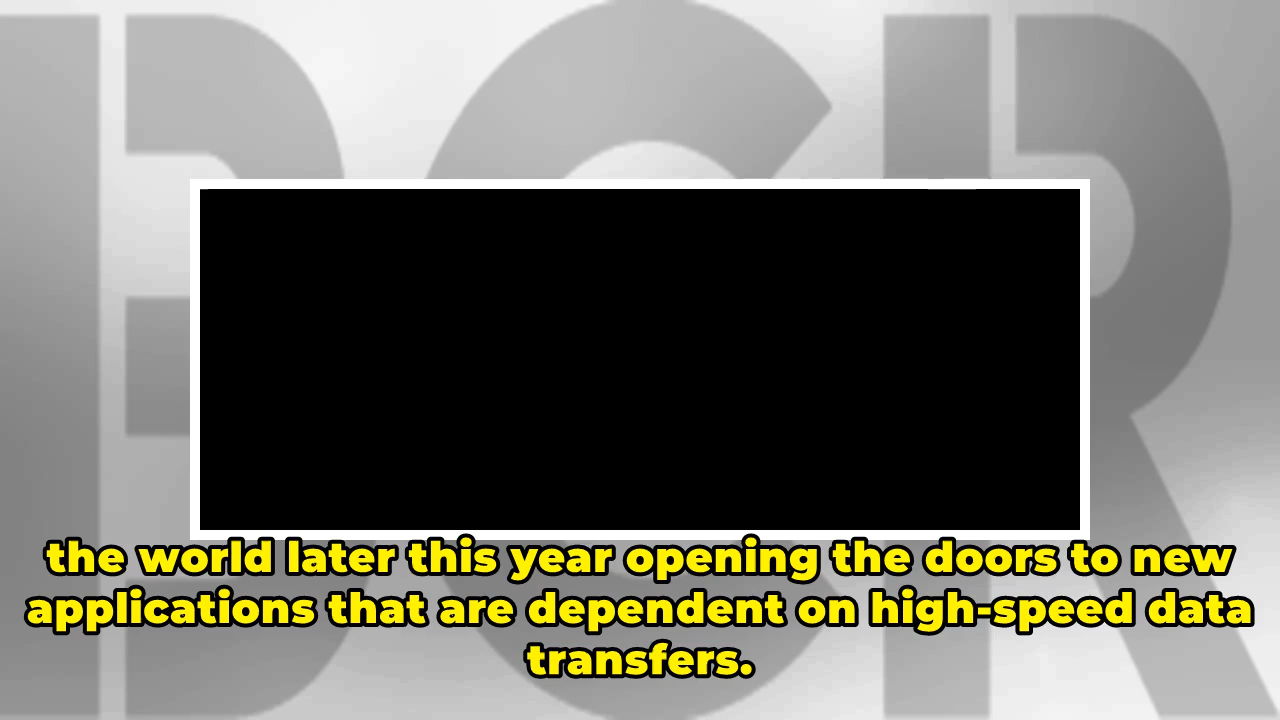 BCR
the world later this year opening the doors to new
applications that are dependent on high-speed data
transfers.